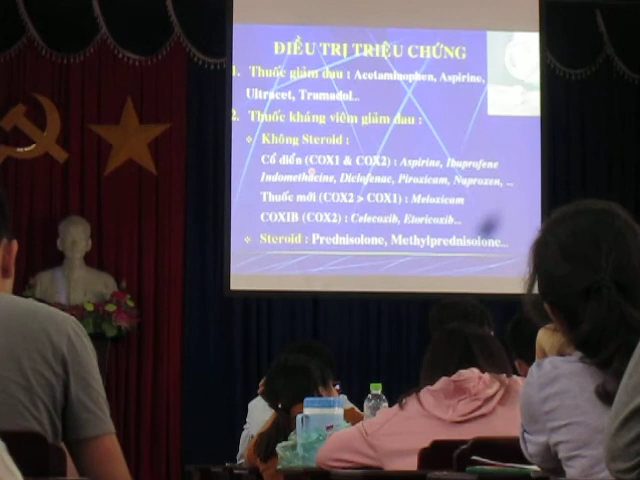 ĐIỀU TRỊ TRIỆU CHỨNG
1. Thuốc giảm đau : Acetaminophen, Aspirine,
Ultracet, Tramadol...
2. Thuốc kháng viêm giảm đau :
Không Steroid :
Cổ điển (COX1 & COX2) : Aspirine, Ibuprofene
Indomethacine, Diclofenac, Piroxicam, Naproxen, ...
Thuốc mới (COX2 > COX1) : Meloxicam
COXIB (COX2) : Celecoxib, Etoricoxib...
Steroid : Prednisolone, Methylprednisolone...